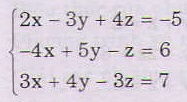 2x − 3y + 4z = −5
−4x + 5y − z = 6
3x + 4y − 3z = 7